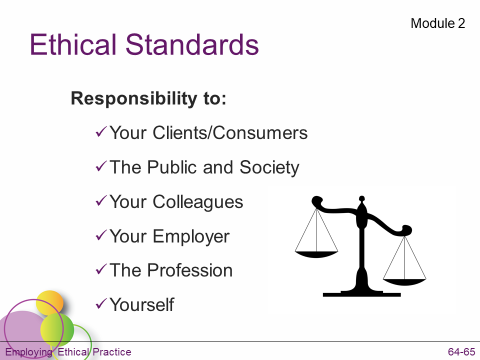 Module 2
Ethical Standards
Responsibility to:
Your Clients/Consumers
The Public and Society
Your Colleagues
Your Employer
The Profession
Yourself
Employing Ethical Practice
64-65